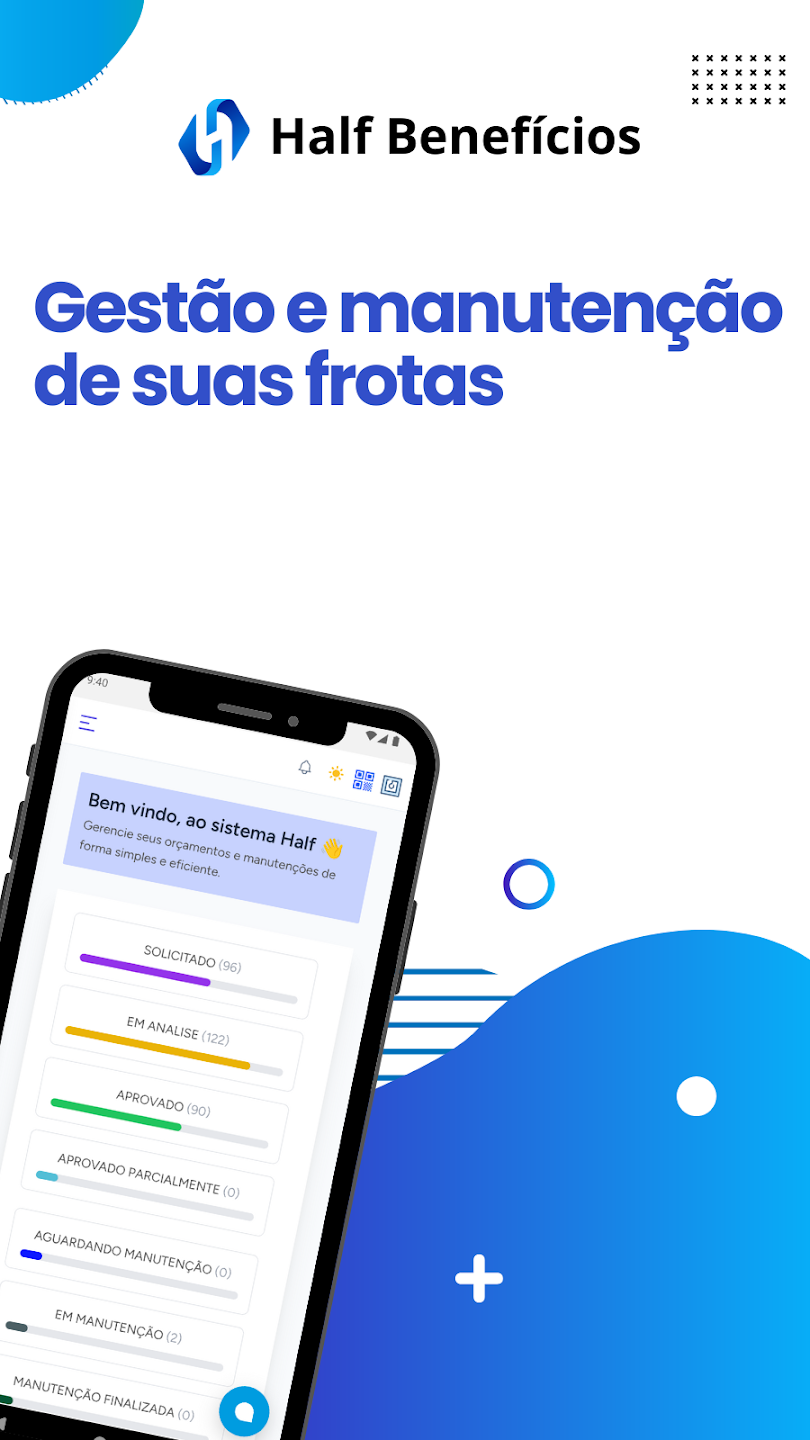 Half Benefícios
Gestão e manutenção
de suas frotas
9:40
Bem vindo, ao sistema Half 👋
Gerencie seus orçamentos e manutenções de
forma simples e eficiente.
SOLICITADO (96)
EM ANALISE (122)
APROVADO (90)
APROVADO PARCIALMENTE (0)
AGUARDANDO MANUTENÇÃO (0)
EM MANUTENÇÃO (2)
MANUTENÇÃO FINALIZADA (0)